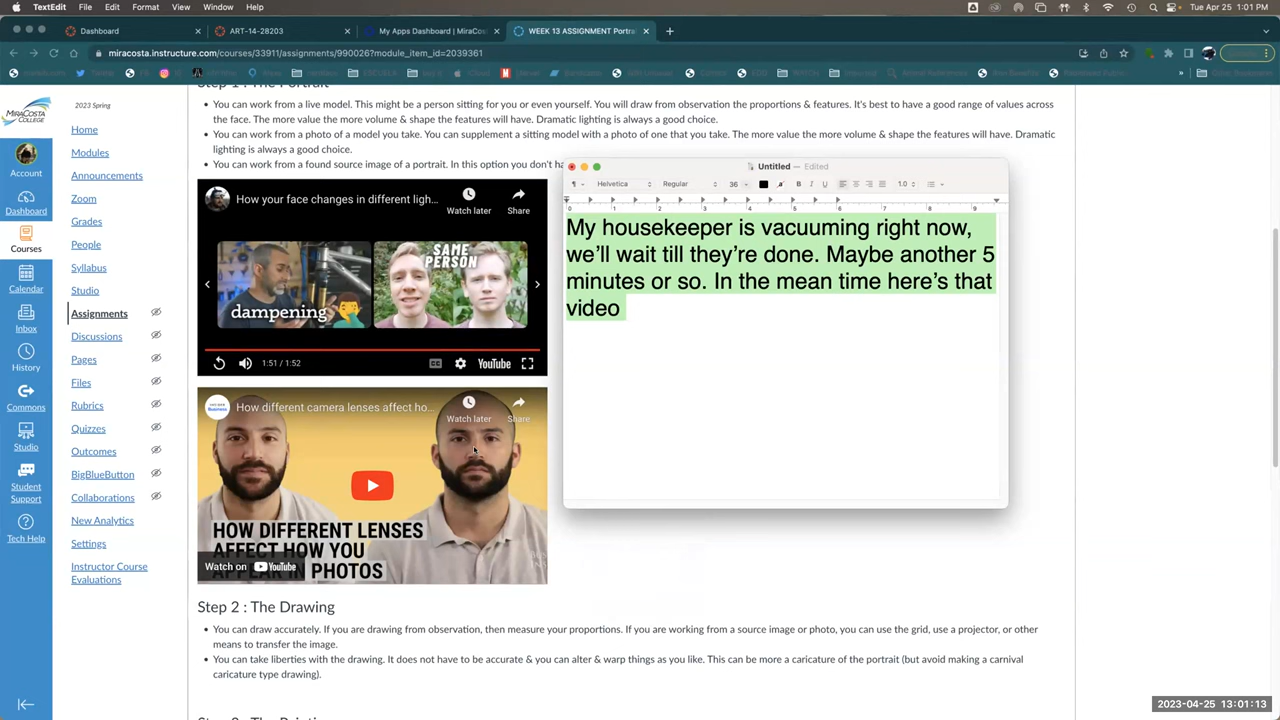 TextEdit File Edit Format View Window Help
Tue Apr 25 1:01 PM
Dashboard
ART-14-28203
My Apps Dashboard | MiraCos
WEEK 13 ASSIGNMENT Portra
miracosta.instructure.com/courses/33911/assignments/990026?module_item_id=2039361
MIRACOSTA COLLEGE
Account
Dashboard
Courses
Calendar
Inbox
History
Commons
Studio
Student
Support
Tech Help
2023 Spring
Home
Modules
Announcements
Zoom
Grades
People
Syllabus
Studio
Assignments
Discussions
Pages
Files
Rubrics
Quizzes
Outcomes
BigBlueButton
Collaborations
New Analytics
Settings
Instructor Course
Evaluations
Step 1 : The Portrait
You can work from a live model. This might be a person sitting for you or even yourself. You will draw from observation the proportions & features. It's best to have a good range of values across
the face. The more value the more volume & shape the features will have. Dramatic lighting is always a good choice.
You can work from a photo of a model you take. You can supplement a sitting model with a photo of one that you take. The more value the more volume & shape the features will have. Dramatic
lighting is always a good choice.
You can work from a found source image of a portrait. In this option you don't ha
How your face changes in different ligh...
Watch later
Share
dampening
SAME
PERSON
1:51 / 1:52
CC
YouTube
How different camera lenses affect ho...
Watch later
Share
HOW DIFFERENT LENSES
AFFECT HOW YOU
APPEAR IN PHOTOS
Watch on YouTube
Untitled — Edited
Helvetica Regular 36 B I U 1.0
0 1 2 3 4 5 6 7 8 9
My housekeeper is vacuuming right now,
we'll wait till they're done. Maybe another 5
minutes or so. In the mean time here's that
video
Step 2 : The Drawing
You can draw accurately. If you are drawing from observation, then measure your proportions. If you are working from a source image or photo, you can use the grid, use a projector, or other
means to transfer the image.
You can take liberties with the drawing. It does not have to be accurate & you can alter & warp things as you like. This can be more a caricature of the portrait (but avoid making a carnival
caricature type drawing).
2023-04-25 13:01:13